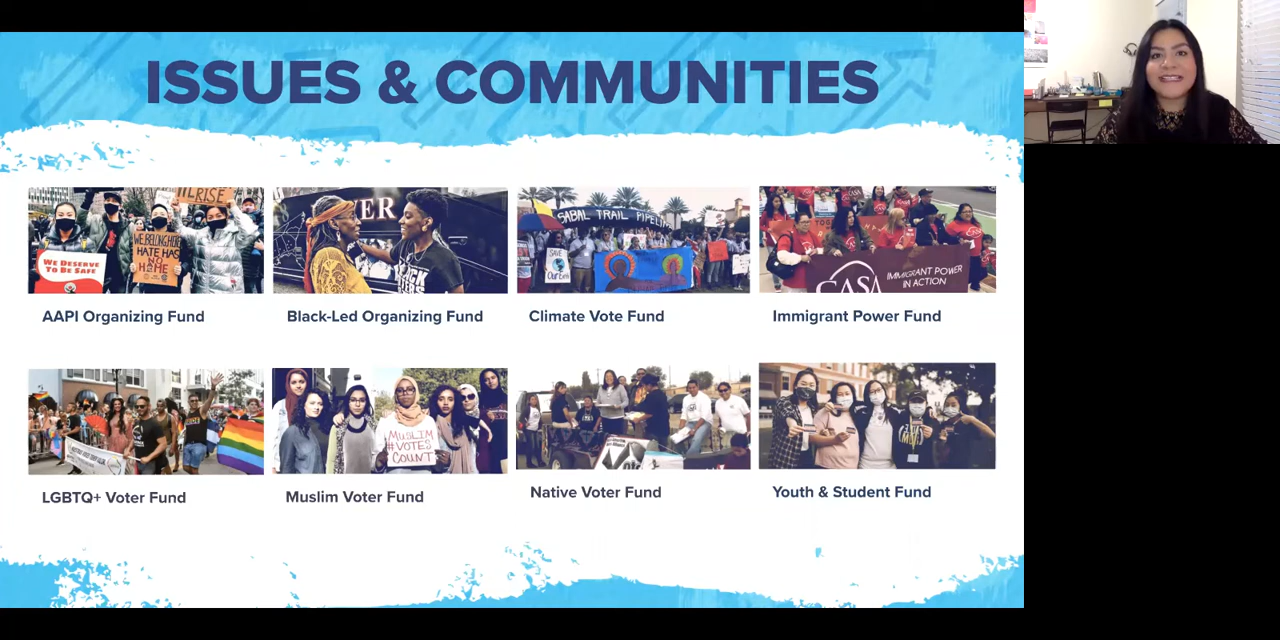 ISSUES & COMMUNITIES
WE DESERVE
TO BE SAFE
WE BELONG HERE
HATE HAS
NO HOME
SABAL TRAIL PIPELINE
SAVE
Our
CASA
IMMIGRANT POWER
IN ACTION
AAPI Organizing Fund
Black-Led Organizing Fund
Climate Vote Fund
Immigrant Power Fund
MUSLIM
#VOTES
COUNT
LGBTQ+ Voter Fund
Muslim Voter Fund
Native Voter Fund
Youth & Student Fund